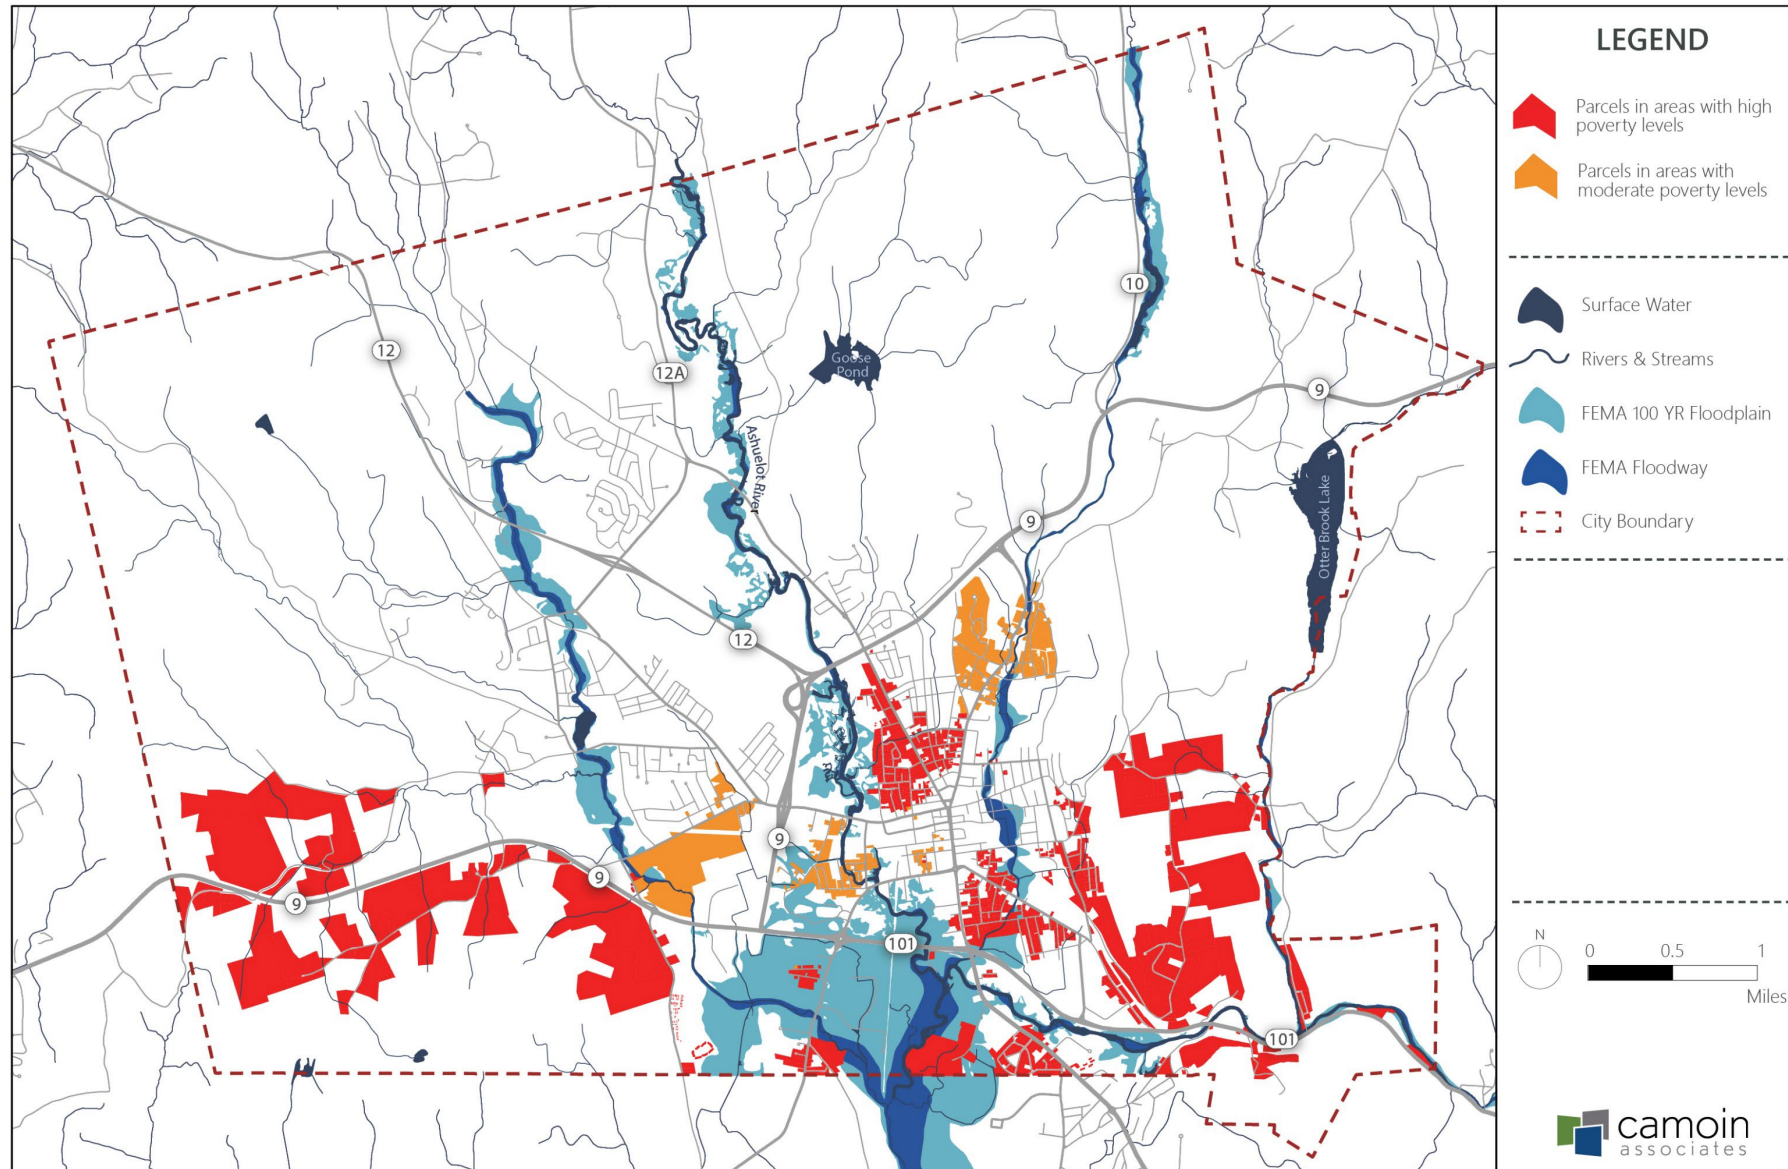 LEGEND
Parcels in areas with high
poverty levels
Parcels in areas with
moderate poverty levels
Surface Water
Rivers & Streams
FEMA 100 YR Floodplain
FEMA Floodway
City Boundary
N
0 0.5 1
Miles
camoin
associates
10
12
12A
Goose
Pond
9
Ashuelot River
Otter Brook Lake
9
12
9
9
9
101
101